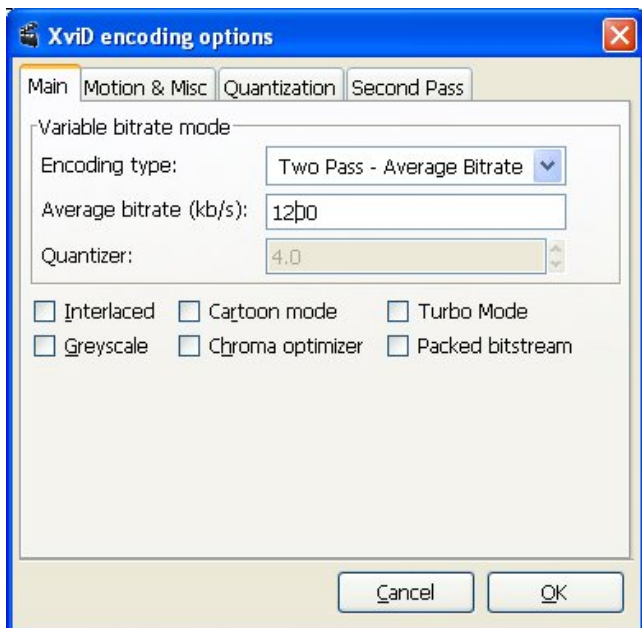 XviD encoding options
Main Motion & Misc Quantization Second Pass
Variable bitrate mode
Encoding type: Two Pass - Average Bitrate
Average bitrate (kb/s): 1200
Quantizer: 4.0
Interlaced Cartoon mode Turbo Mode
Greyscale Chroma optimizer Packed bitstream
Cancel OK